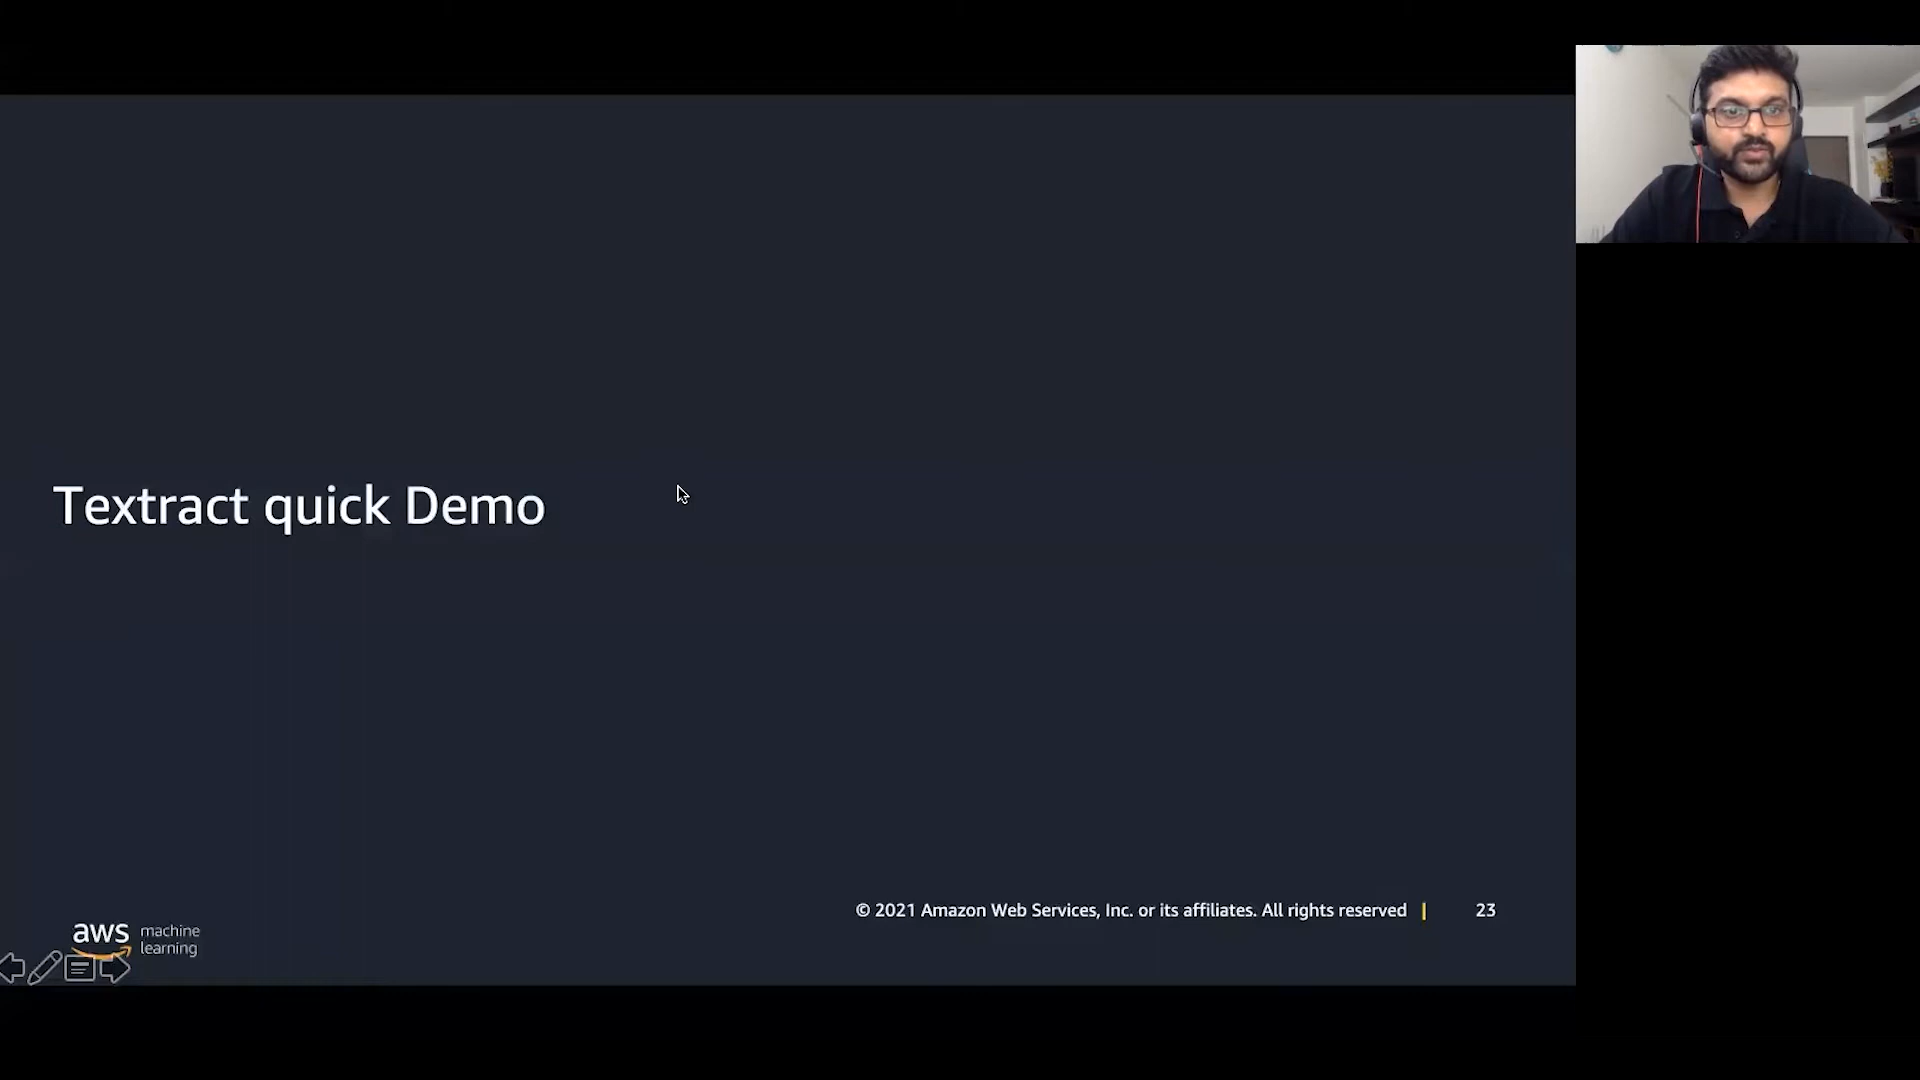 Textract quick Demo
aws machine learning
© 2021 Amazon Web Services, Inc. or its affiliates. All rights reserved | 23